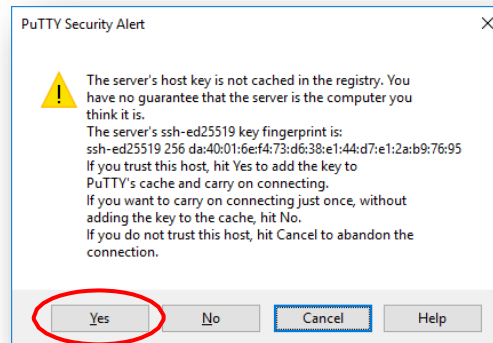 PuTTY Security Alert
The server's host key is not cached in the registry. You
have no guarantee that the server is the computer you
think it is.
The server's ssh-ed25519 key fingerprint is:
ssh-ed25519 256 da:40:01:6e:f4:73:d6:38:e1:44:d7:e1:2a:b9:76:95
If you trust this host, hit Yes to add the key to
PuTTY's cache and carry on connecting.
If you want to carry on connecting just once, without
adding the key to the cache, hit No.
If you do not trust this host, hit Cancel to abandon the
connection.
Yes No Cancel Help